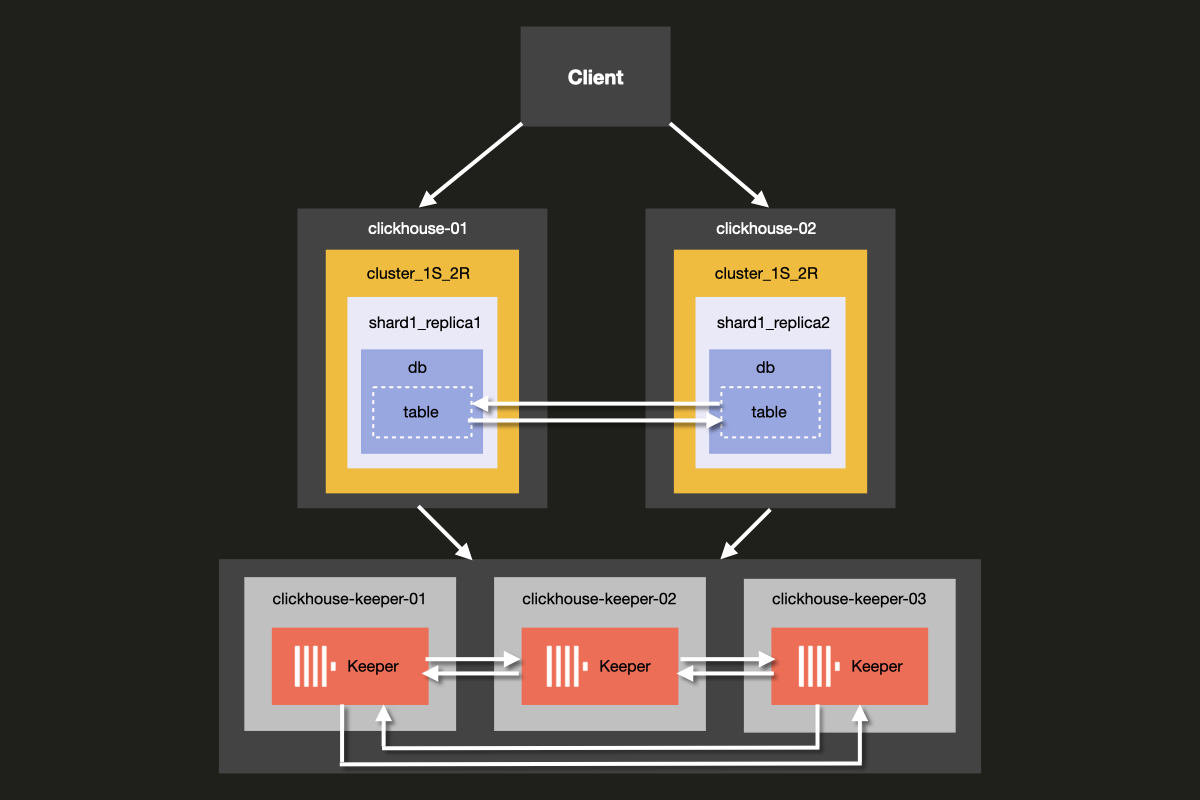 Client
clickhouse-01
clickhouse-02
cluster_1S_2R
cluster_1S_2R
shard1_replica1
shard1_replica2
db
db
table
table
clickhouse-keeper-01
clickhouse-keeper-02
clickhouse-keeper-03
Keeper
Keeper
Keeper